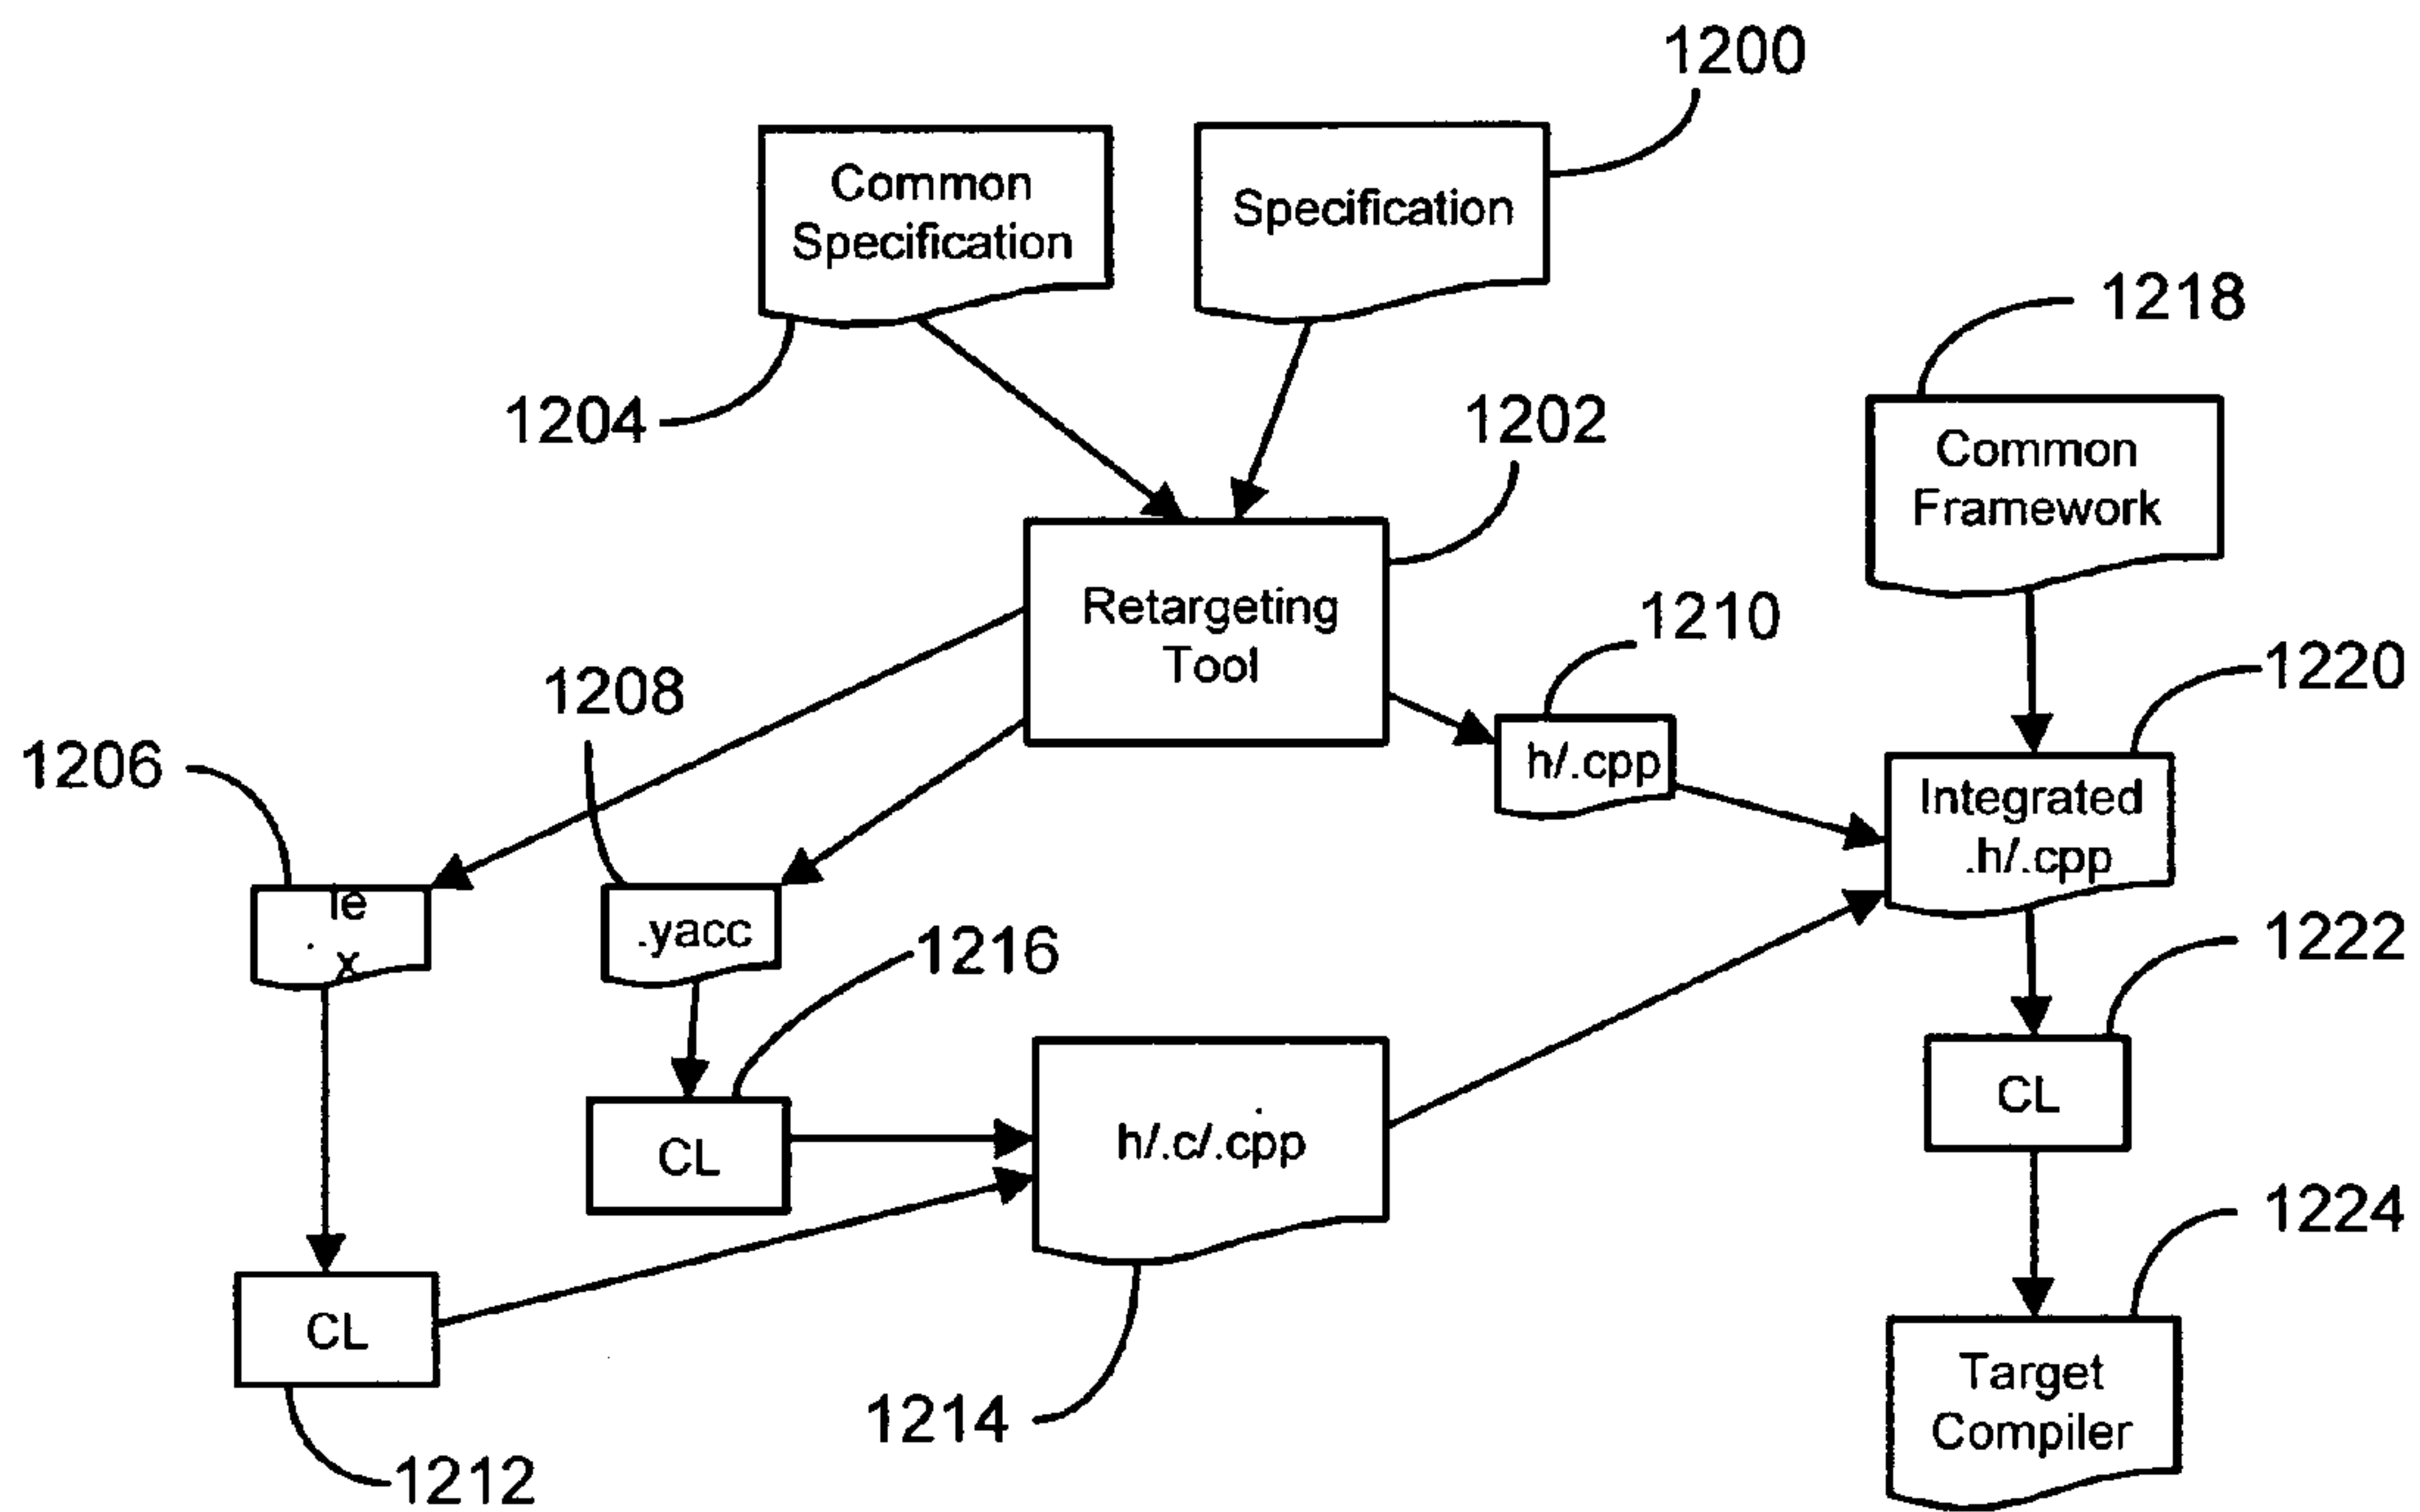 1200
Common
Specification
Specification
1218
1204
1202
Common
Framework
Retargeting
Tool
1210
1208
1220
1206
h/.cpp
Integrated
.h/.cpp
le
.
x
.yacc
1216
1222
CL
.
h/.c/.cpp
CL
1224
CL
1214
Target
Compiler
1212